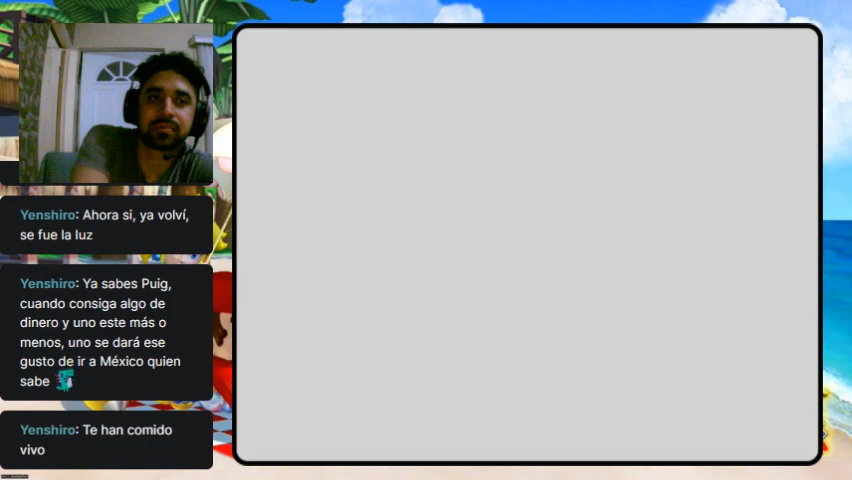 Yenshiro: Ahora si, ya volví,
se fue la luz
Yenshiro: Ya sabes Puig,
cuando consiga algo de
dinero y uno este más o
menos, uno se dará ese
gusto de ir a México quien
sabe
Yenshiro: Te han comido
vivo